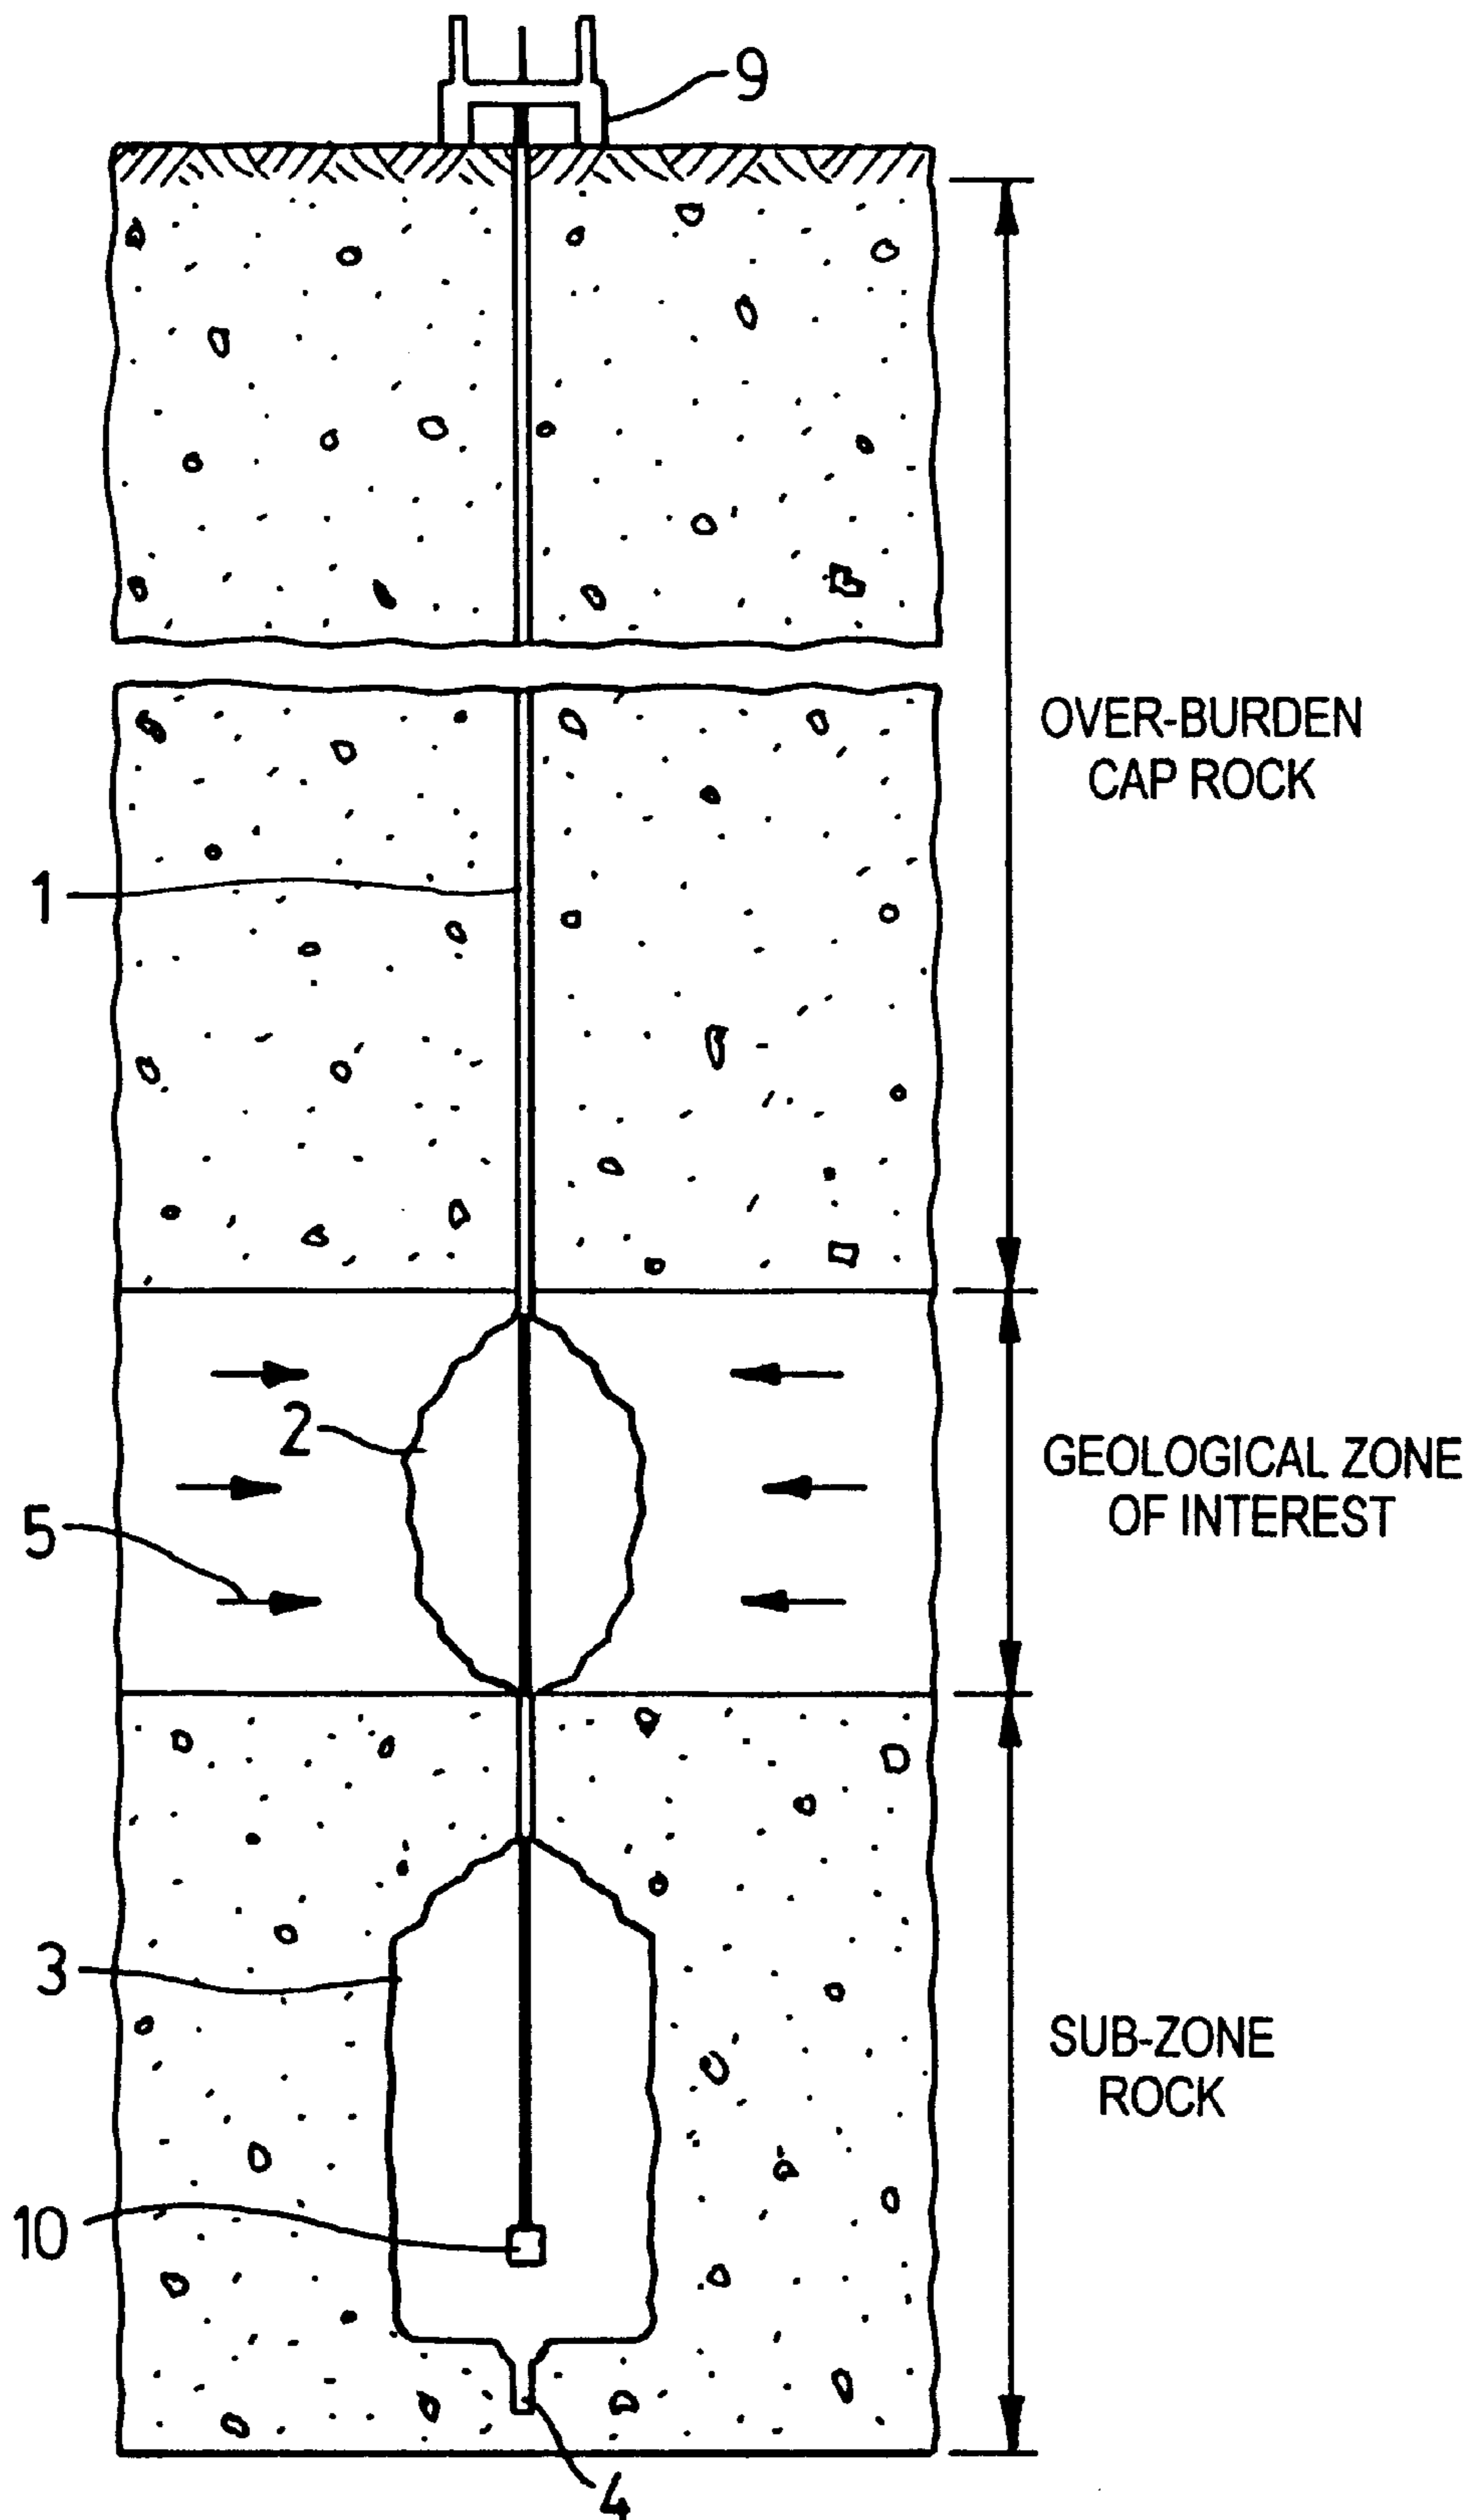 9
OVER-BURDEN
CAP ROCK
1
2
GEOLOGICAL ZONE
OF INTEREST
5
3
SUB-ZONE
ROCK
10
4